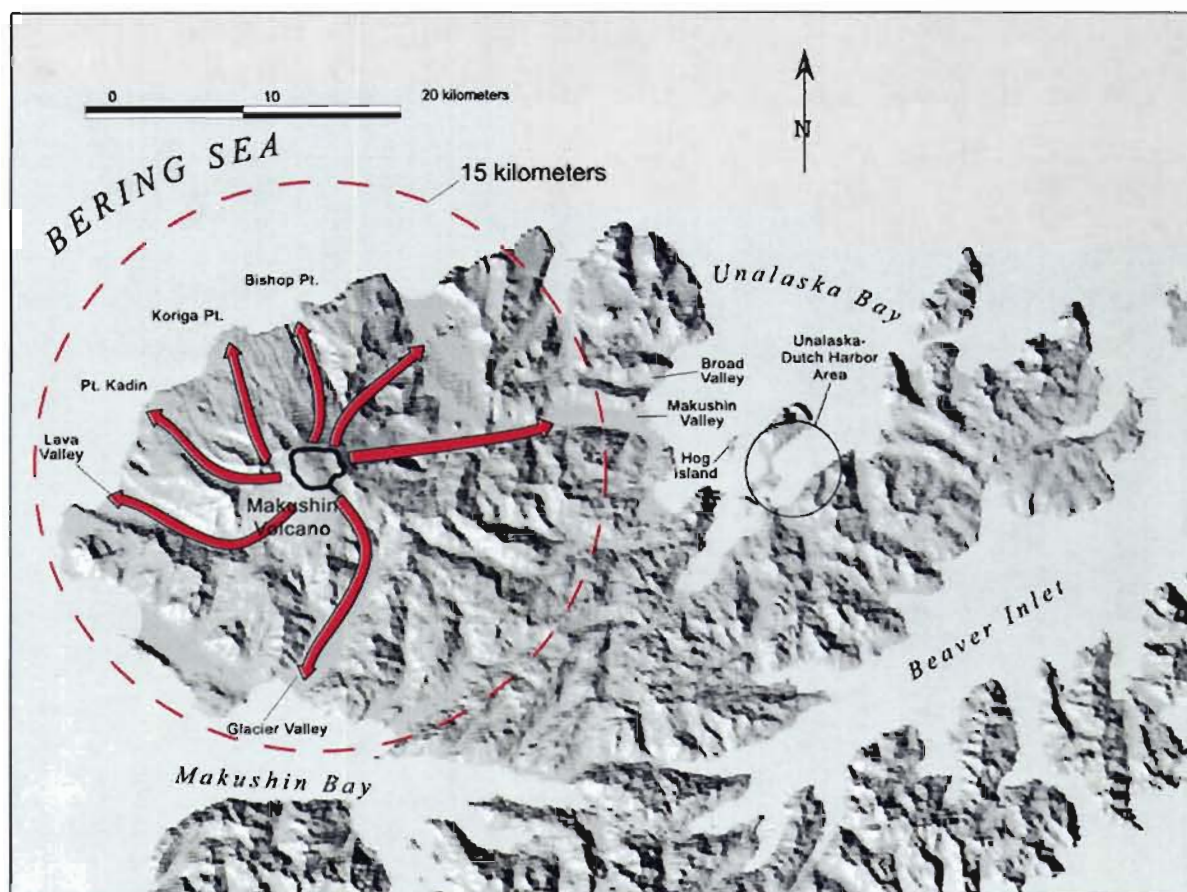 0 10 20 kilometers
N
BERING SEA
15 kilometers
Bishop Pt.
Koriga Pt.
Pt. Kadin
Lava
Valley
Makushin
Volcano
Glacier Valley
Makushin Bay
Unalaska Bay
Unalaska-
Dutch Harbor
Area
Broad
Valley
Makushin
Valley
Hog
Island
Beaver Inlet